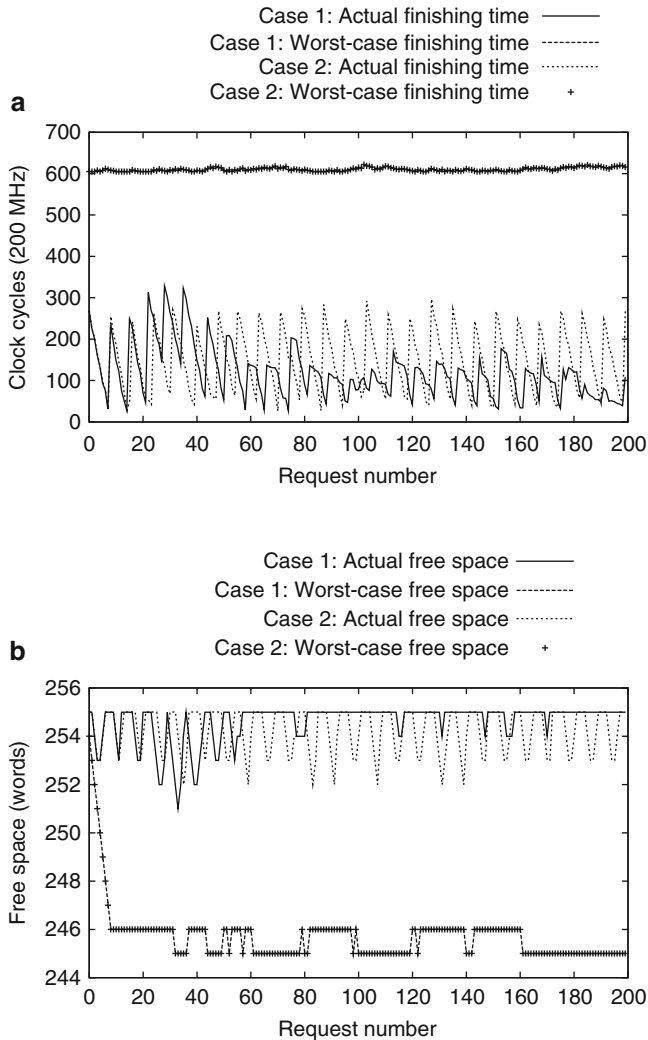 Case 1: Actual finishing time
Case 1: Worst-case finishing time
Case 2: Actual finishing time
Case 2: Worst-case finishing time
a
700
600
500
400
300
200
100
0
Clock cycles (200 MHz)
0 20 40 60 80 100 120 140 160 180 200
Request number
Case 1: Actual free space
Case 1: Worst-case free space
Case 2: Actual free space
Case 2: Worst-case free space
b
256
254
252
250
248
246
244
Free space (words)
0 20 40 60 80 100 120 140 160 180 200
Request number